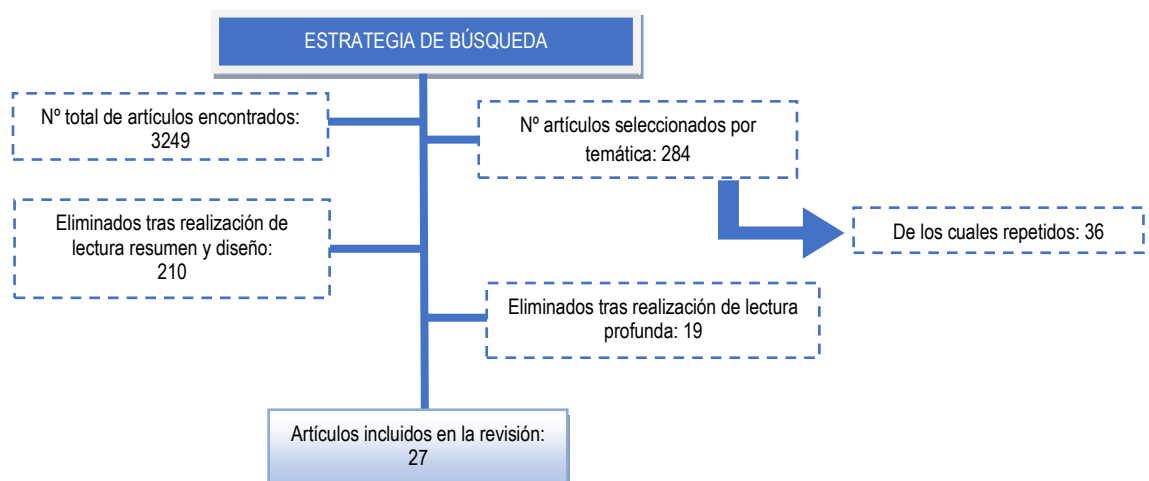 ESTRATEGIA DE BÚSQUEDA
Nº total de artículos encontrados:
3249
Nº artículos seleccionados por
temática: 284
De los cuales repetidos: 36
Eliminados tras realización de
lectura resumen y diseño:
210
Eliminados tras realización de lectura
profunda: 19
Artículos incluidos en la revisión:
27